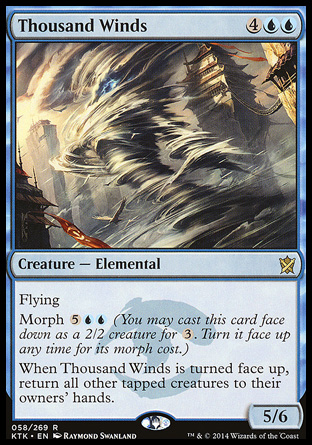 Thousand Winds 4
Creature — Elemental
Flying
Morph 5 (You may cast this card face
down as a 2/2 creature for 3. Turn it face up
any time for its morph cost.)
When Thousand Winds is turned face up,
return all other tapped creatures to their
owners' hands.
5/6
058/269 R
KTK • EN RAYMOND SWANLAND ™ & © 2014 Wizards of the Coast